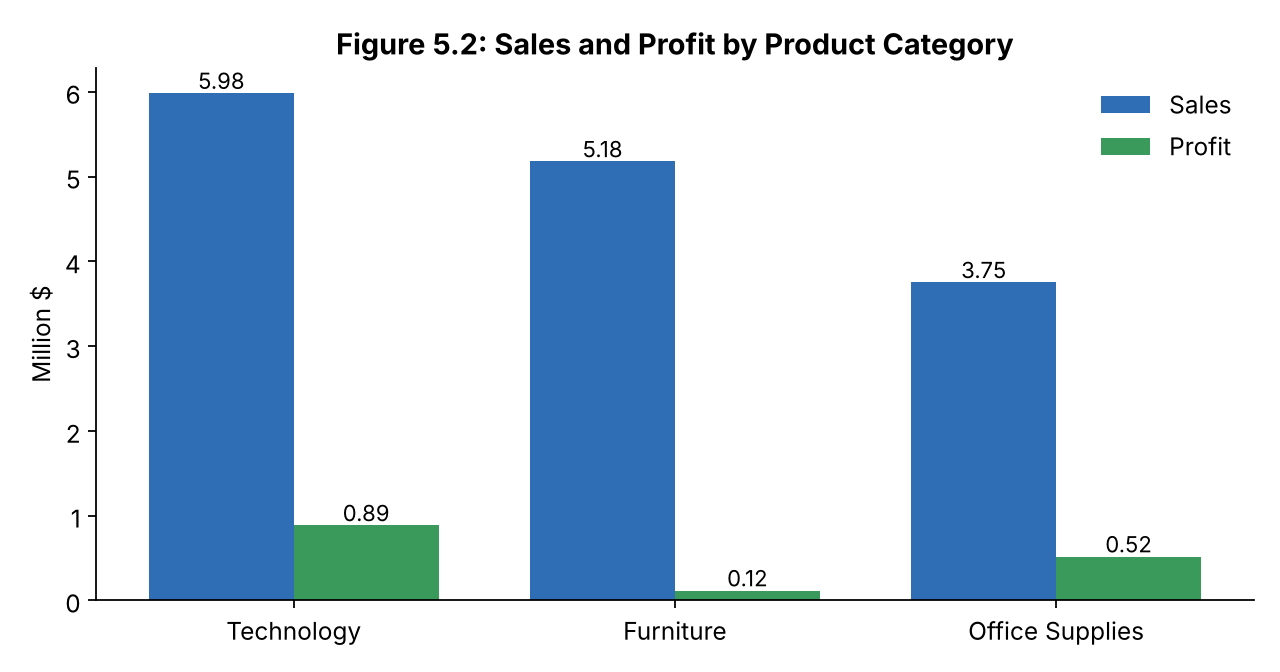 Figure 5.2: Sales and Profit by Product Category
Sales
Profit
Million $
6
5
4
3
2
1
0
5.98
0.89
5.18
0.12
3.75
0.52
Technology
Furniture
Office Supplies